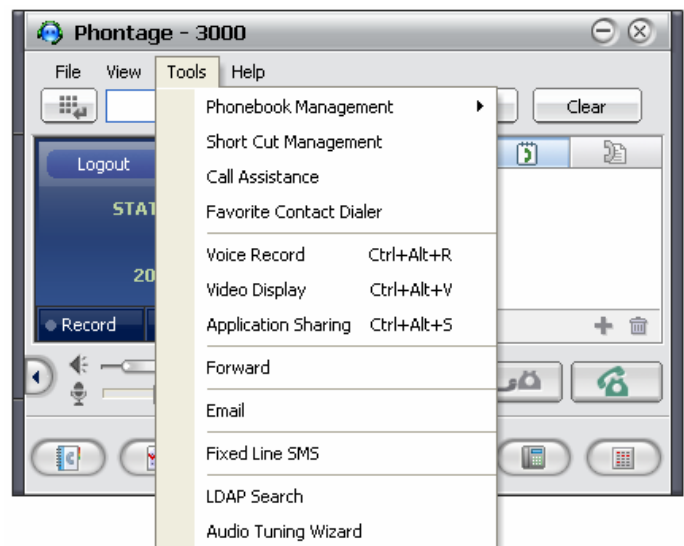 Phontage - 3000
File View Tools Help
Clear
Phonebook Management
Short Cut Management
Call Assistance
Favorite Contact Dialer
Voice Record Ctrl+Alt+R
Video Display Ctrl+Alt+V
Application Sharing Ctrl+Alt+S
Forward
Email
Fixed Line SMS
LDAP Search
Audio Tuning Wizard
Logout
STAT
20
Record